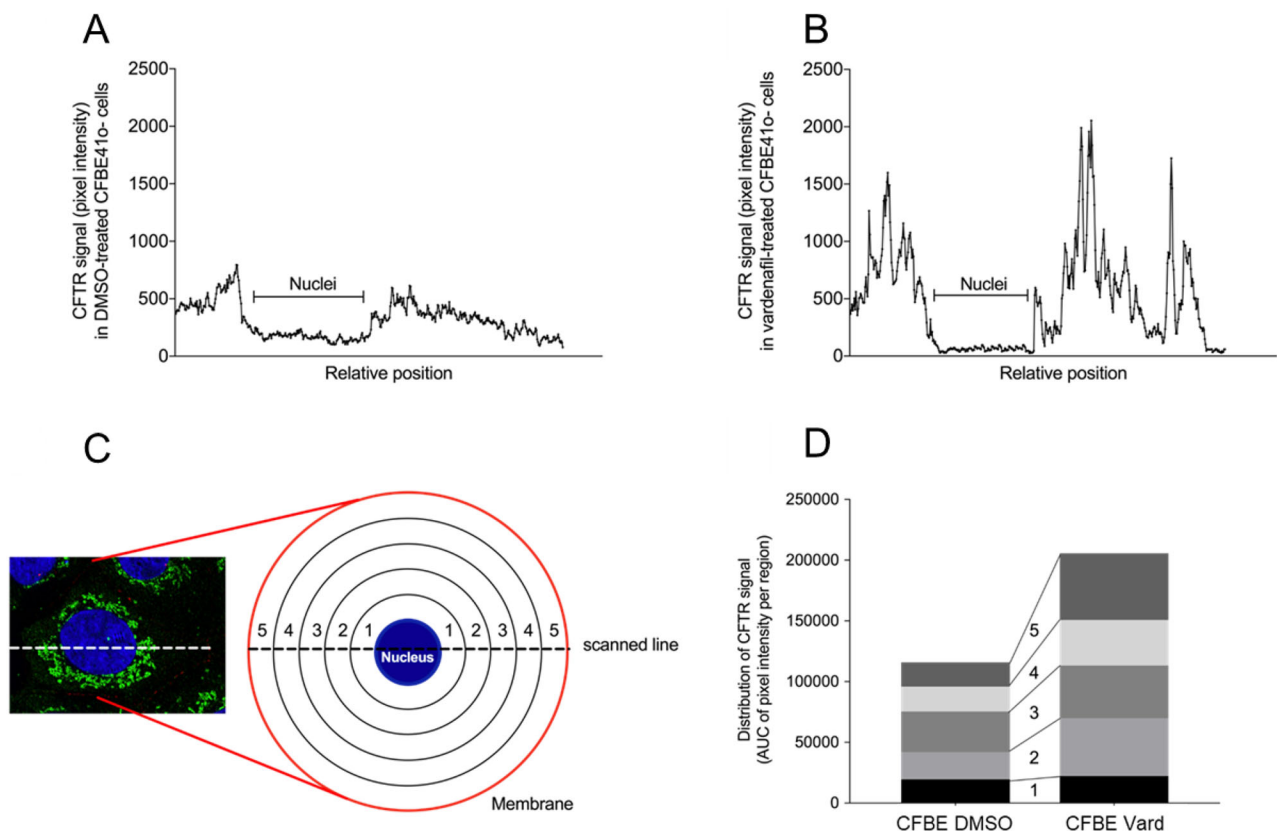 A
CFTR signal (pixel intensity)
in DMSO-treated CFBE41o- cells
2500
2000
1500
1000
500
0
Nuclei
Relative position
B
CFTR signal (pixel intensity)
in vardenafil-treated CFBE41o- cells
2500
2000
1500
1000
500
0
Nuclei
Relative position
C
5 4 3 2 1 1 2 3 4 5
Nucleus
scanned line
Membrane
D
Distribution of CFTR signal
(AUC of pixel intensity per region)
250000
200000
150000
100000
50000
0
5
4
3
2
1
CFBE DMSO
CFBE Vard